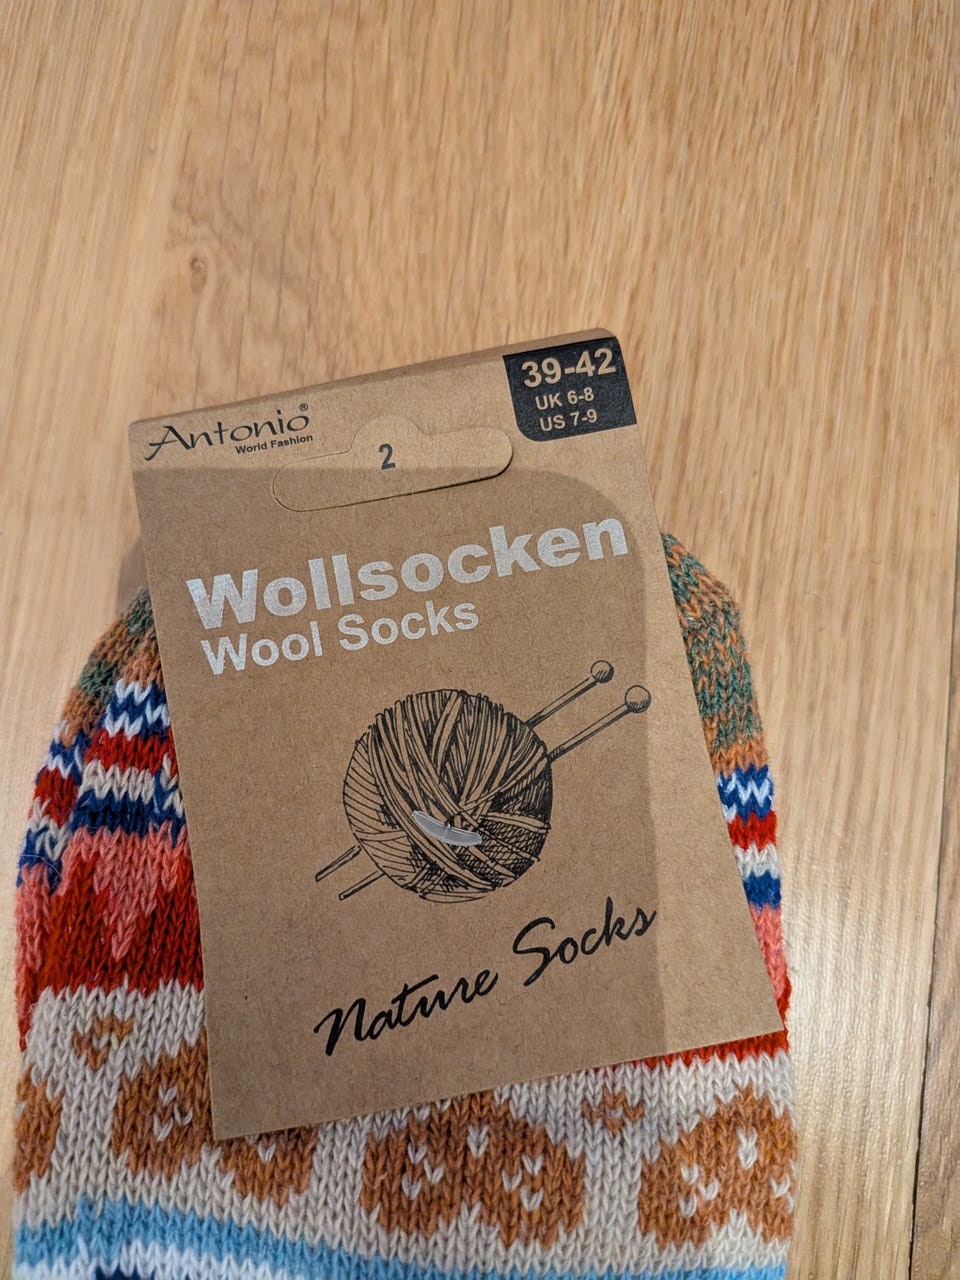 Antonio®
World Fashion
39-42
UK 6-8
US 7-9
2
Wollsocken
Wool Socks
Nature Socks